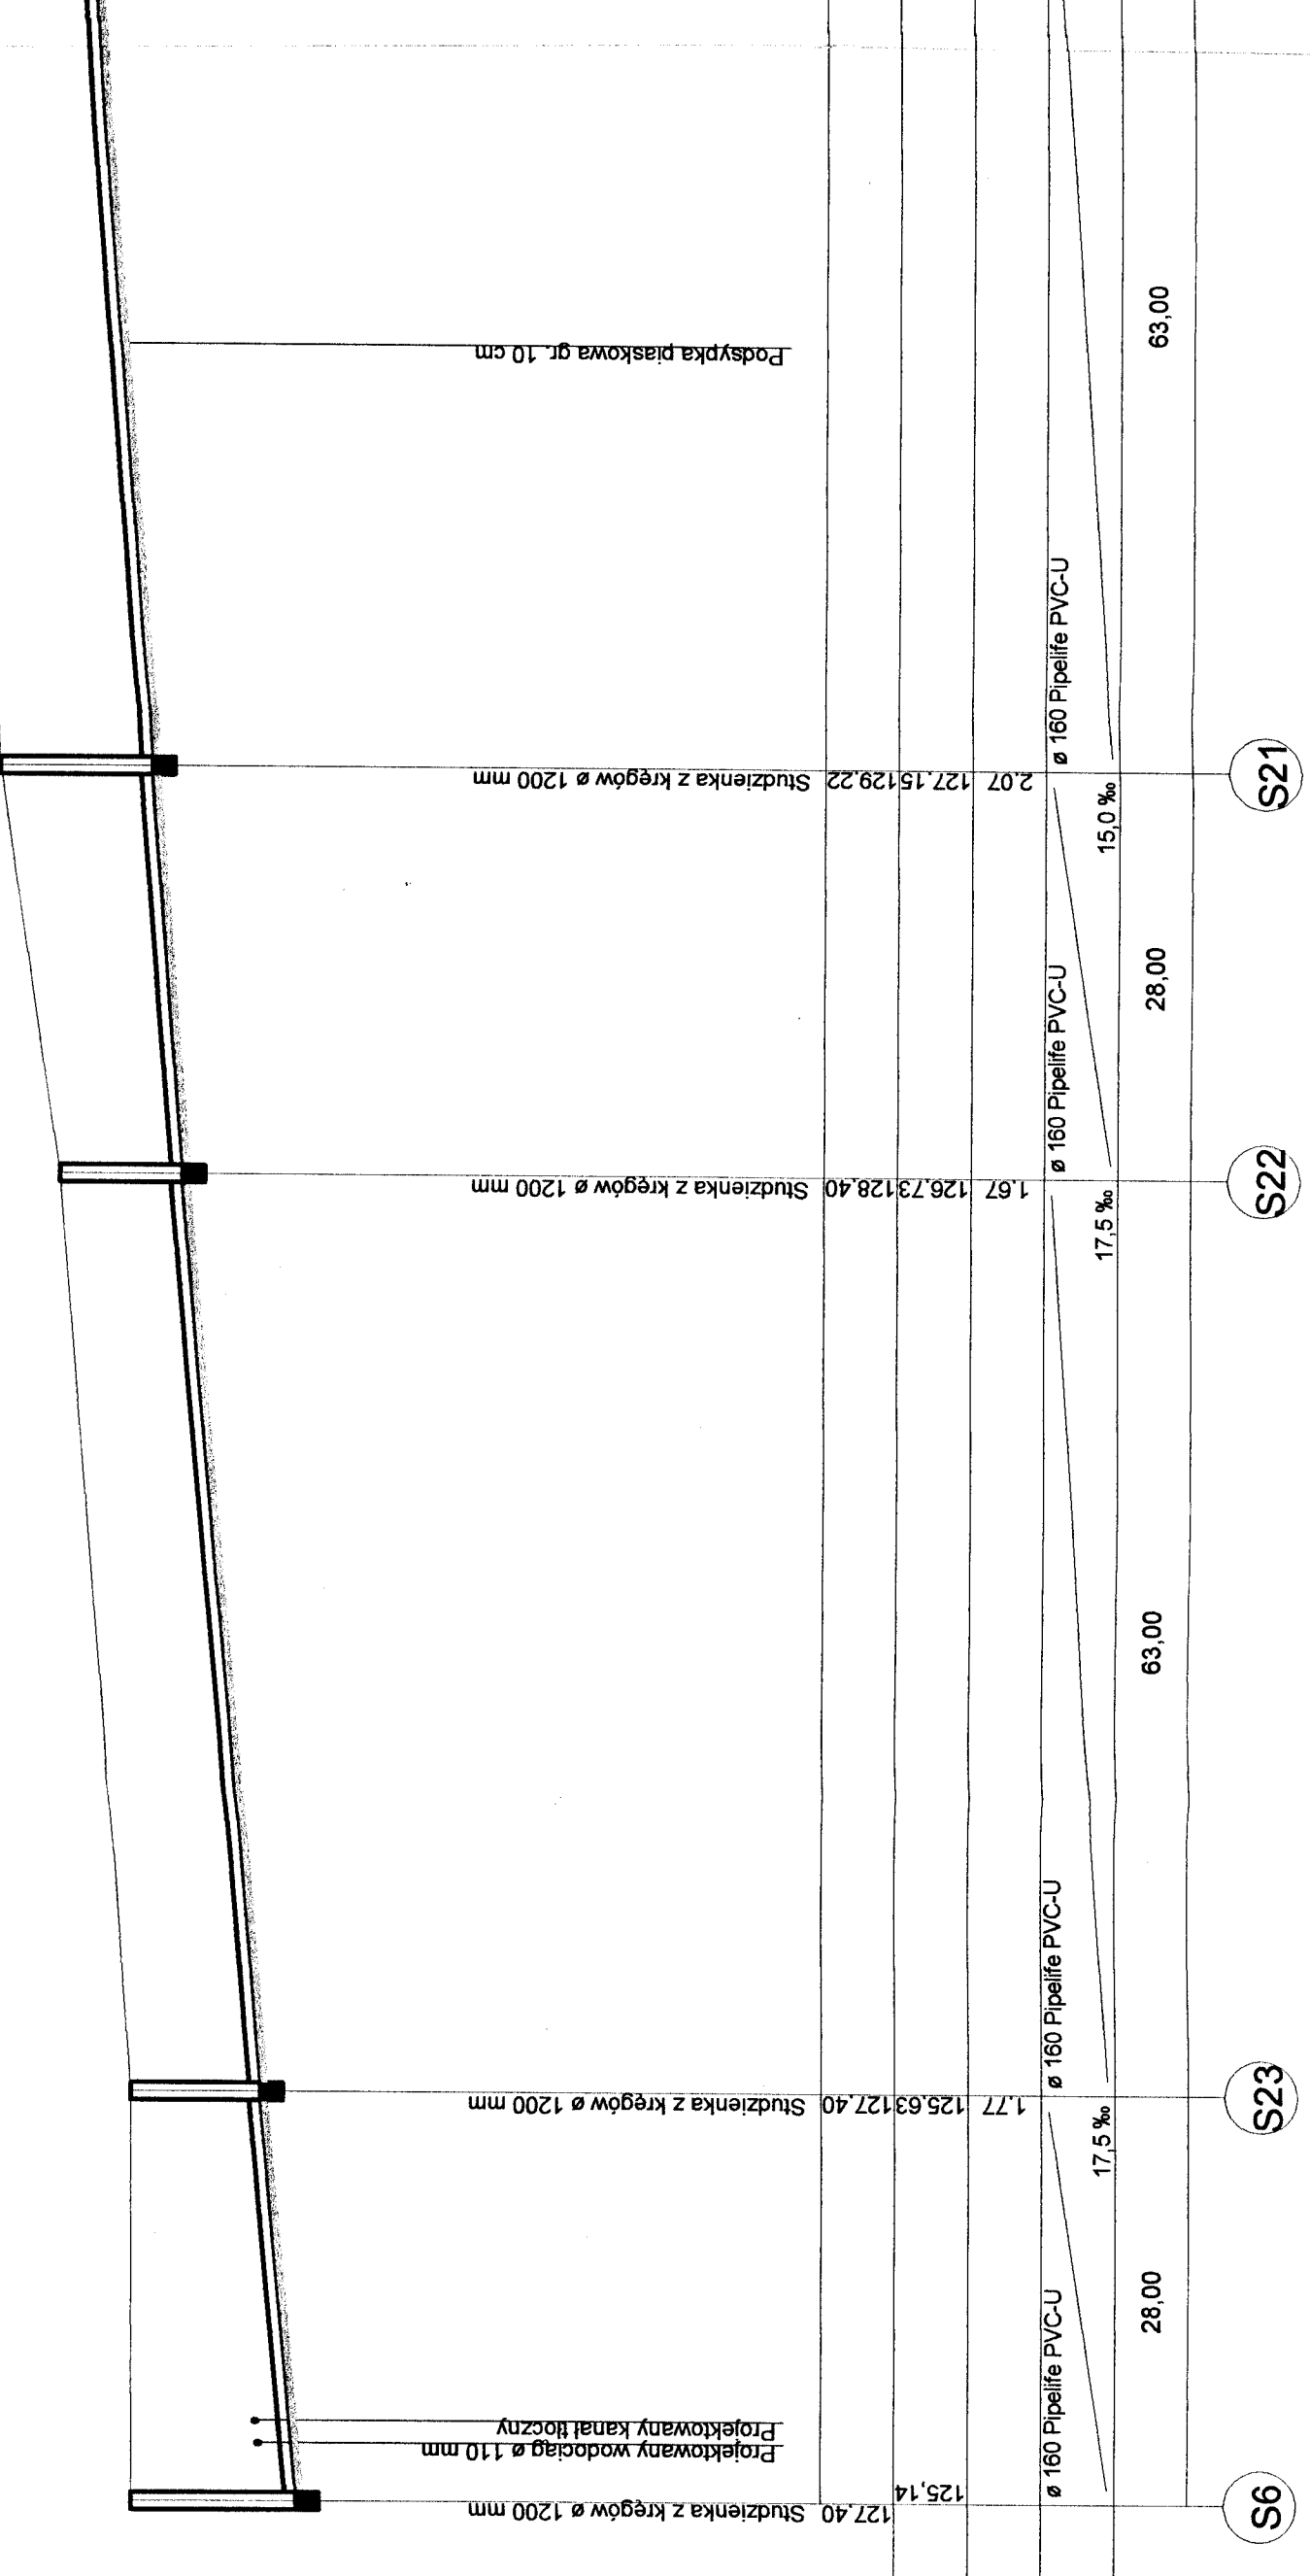 Podsypka piaskowa gr. 10 cm
63,00
ø 160 Pipelife PVC-U
Studzienka z kręgów ø 1200 mm
129.22
127.15
2.07
S21
15,0 ‰
28,00
ø 160 Pipelife PVC-U
Studzienka z kręgów ø 1200 mm
128,40
126.73
1.67
S22
17,5 ‰
63,00
ø 160 Pipelife PVC-U
Studzienka z kręgów ø 1200 mm
127,40
125.63
1.77
S23
17,5 ‰
28,00
ø 160 Pipelife PVC-U
Projektowany kanał tłoczny
Projektowany wodociąg ø 110 mm
Studzienka z kręgów ø 1200 mm
127,40
125,14
S6